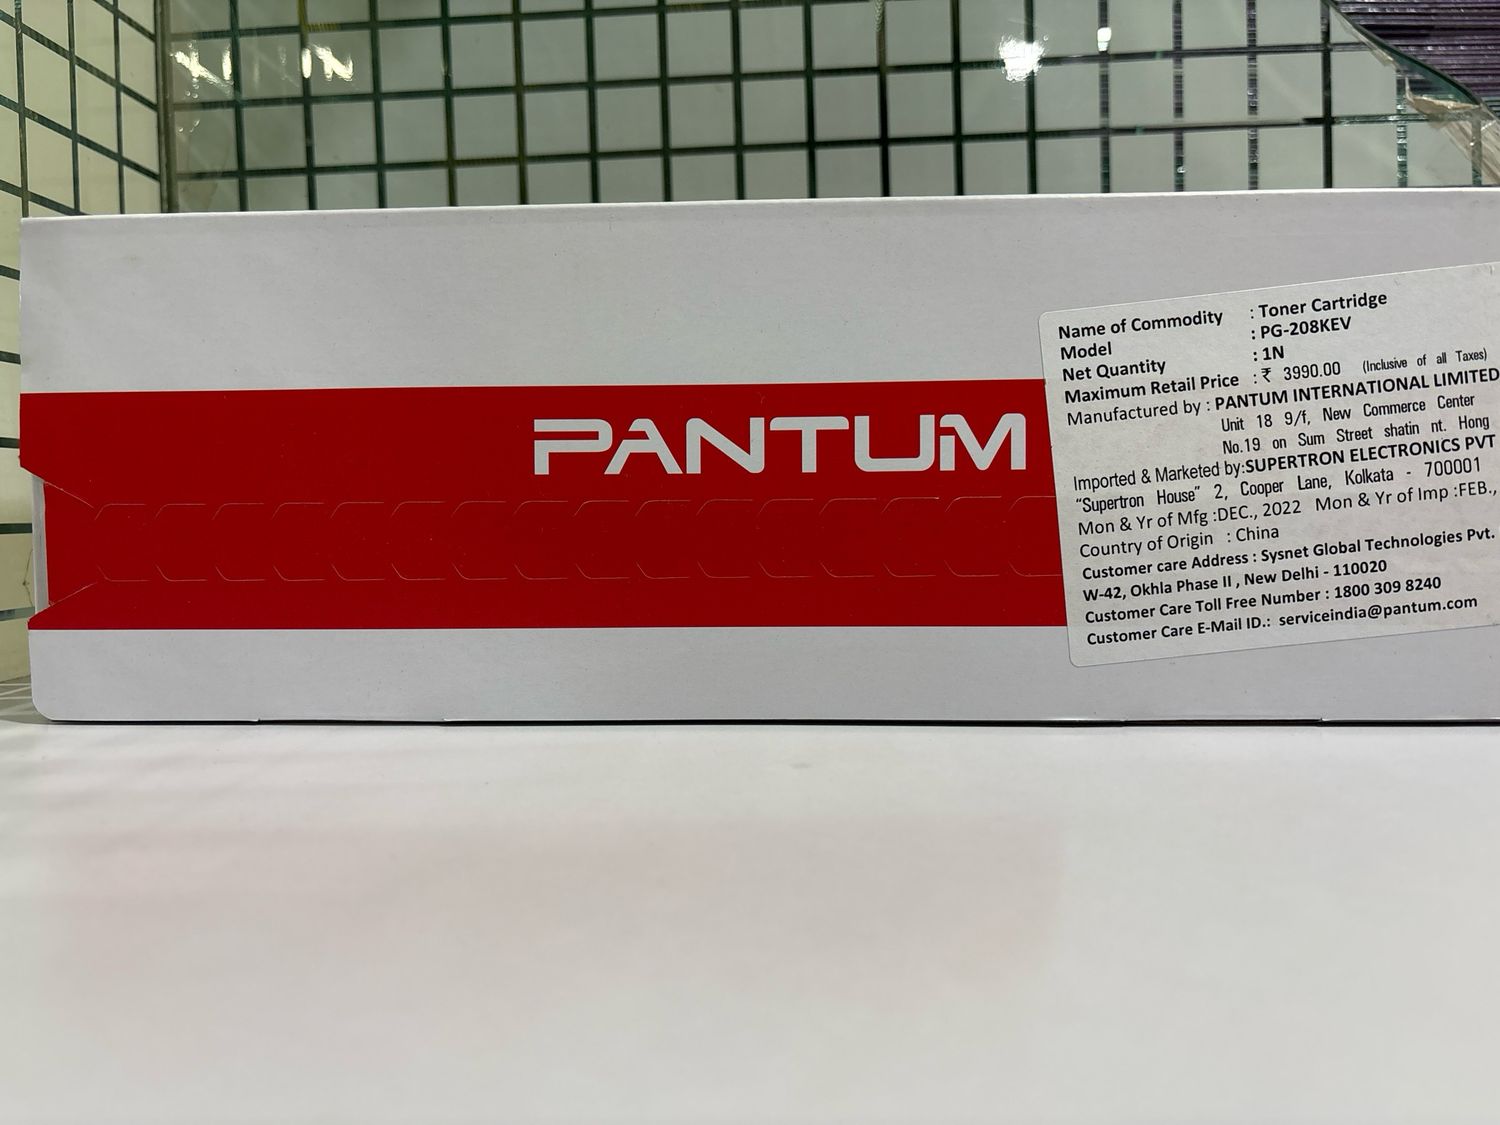 PANTUM
Name of Commodity : Toner Cartridge
Model : PG-208KEV
Net Quantity : 1N
Maximum Retail Price : ₹ 3990.00 (Inclusive of all Taxes)
Manufactured by : PANTUM INTERNATIONAL LIMITED
Unit 18 9/f, New Commerce Center
No.19 on Sum Street shatin nt. Hong
Imported & Marketed by:SUPERTRON ELECTRONICS PVT
“Supertron House” 2, Cooper Lane, Kolkata - 700001
Mon & Yr of Mfg :DEC., 2022 Mon & Yr of Imp :FEB.,
Country of Origin : China
Customer care Address : Sysnet Global Technologies Pvt.
W-42, Okhla Phase II , New Delhi - 110020
Customer Care Toll Free Number : 1800 309 8240
Customer Care E-Mail ID.: serviceindia@pantum.com